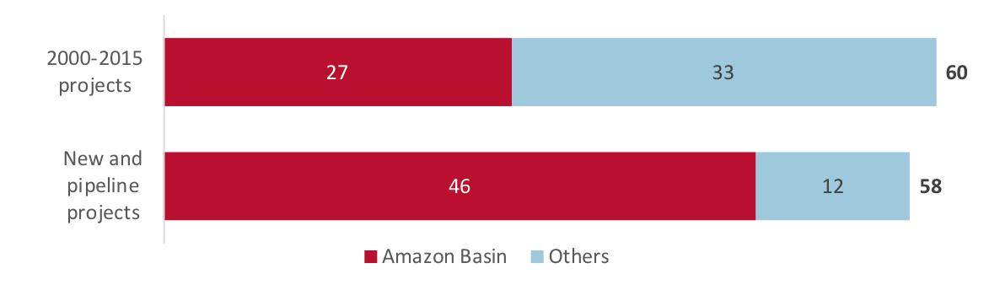 2000-2015
projects
27
33
60
New and
pipeline
projects
46
12
58
Amazon Basin
Others